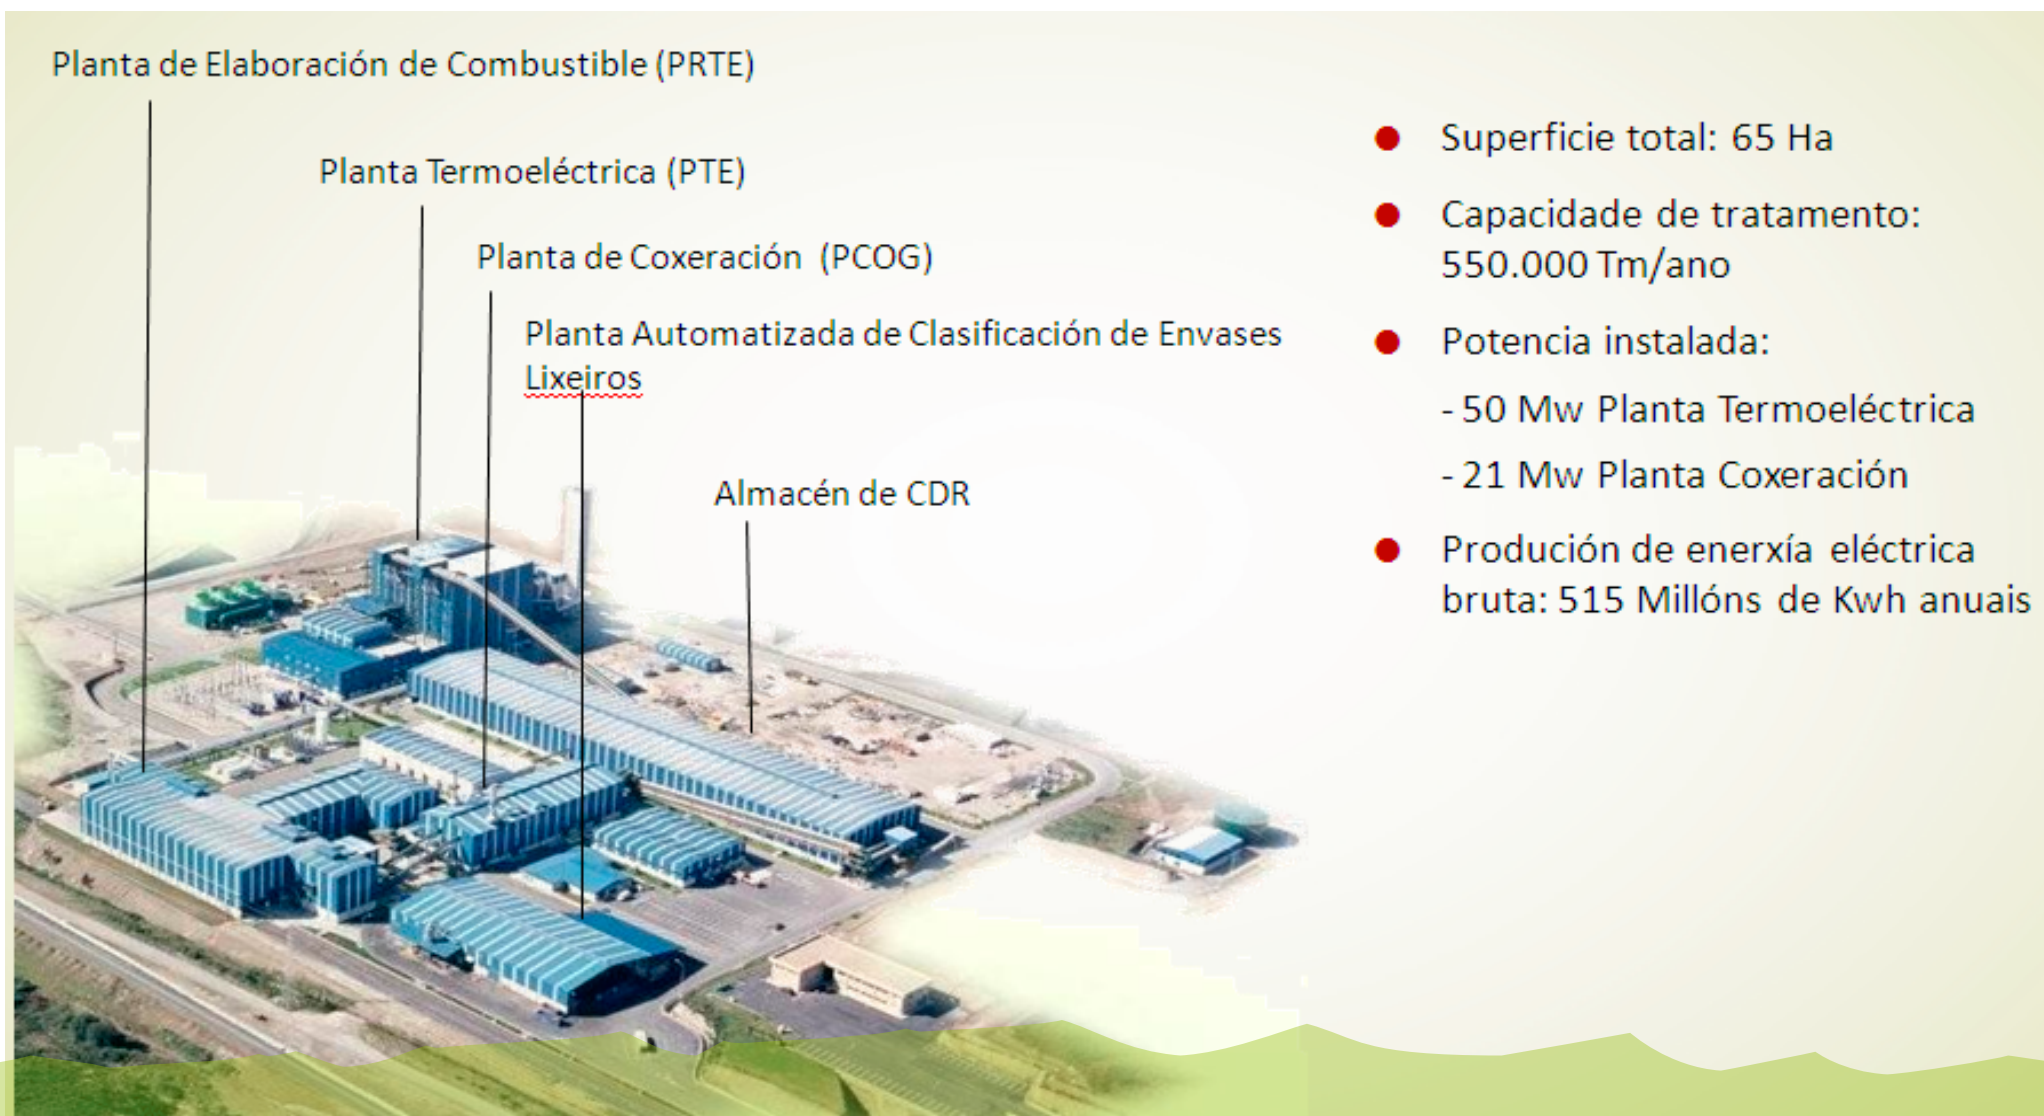 Planta de Elaboración de Combustible (PRTE)
Planta Termoeléctrica (PTE)
Planta de Coxeración (PCOG)
Planta Automatizada de Clasificación de Envases
Lixeiros
Almacén de CDR
Superficie total: 65 Ha
Capacidade de tratamento:
550.000 Tm/ano
Potencia instalada:
- 50 Mw Planta Termoeléctrica
- 21 Mw Planta Coxeración
Produción de enerxía eléctrica
bruta: 515 Millóns de Kwh anuais